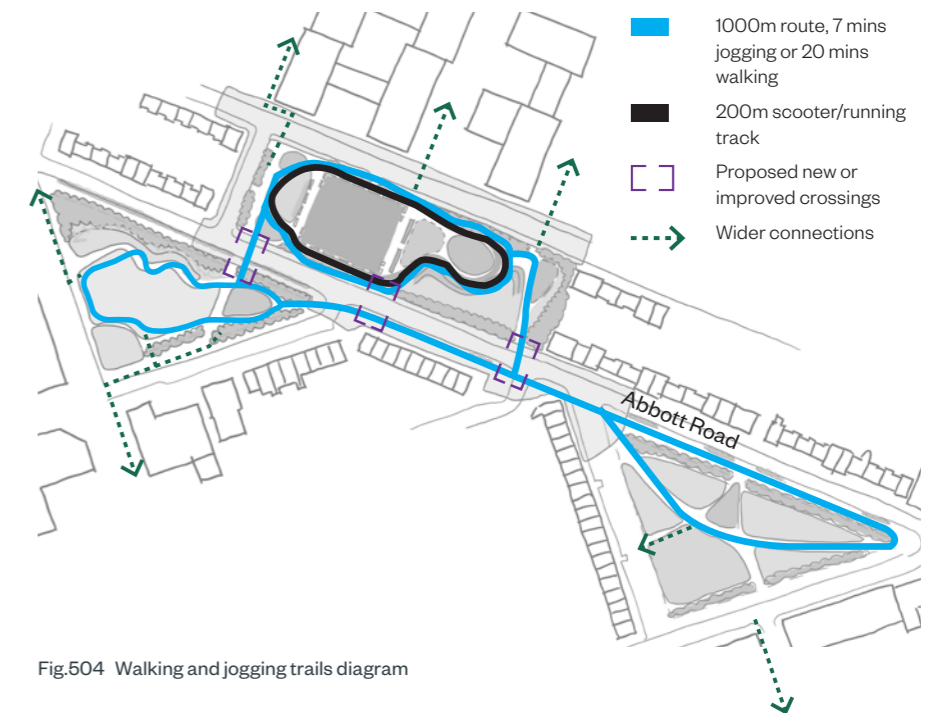 1000m route, 7 mins
jogging or 20 mins
walking
200m scooter/running
track
Proposed new or
improved crossings
Wider connections
Abbott Road
Fig.504 Walking and jogging trails diagram